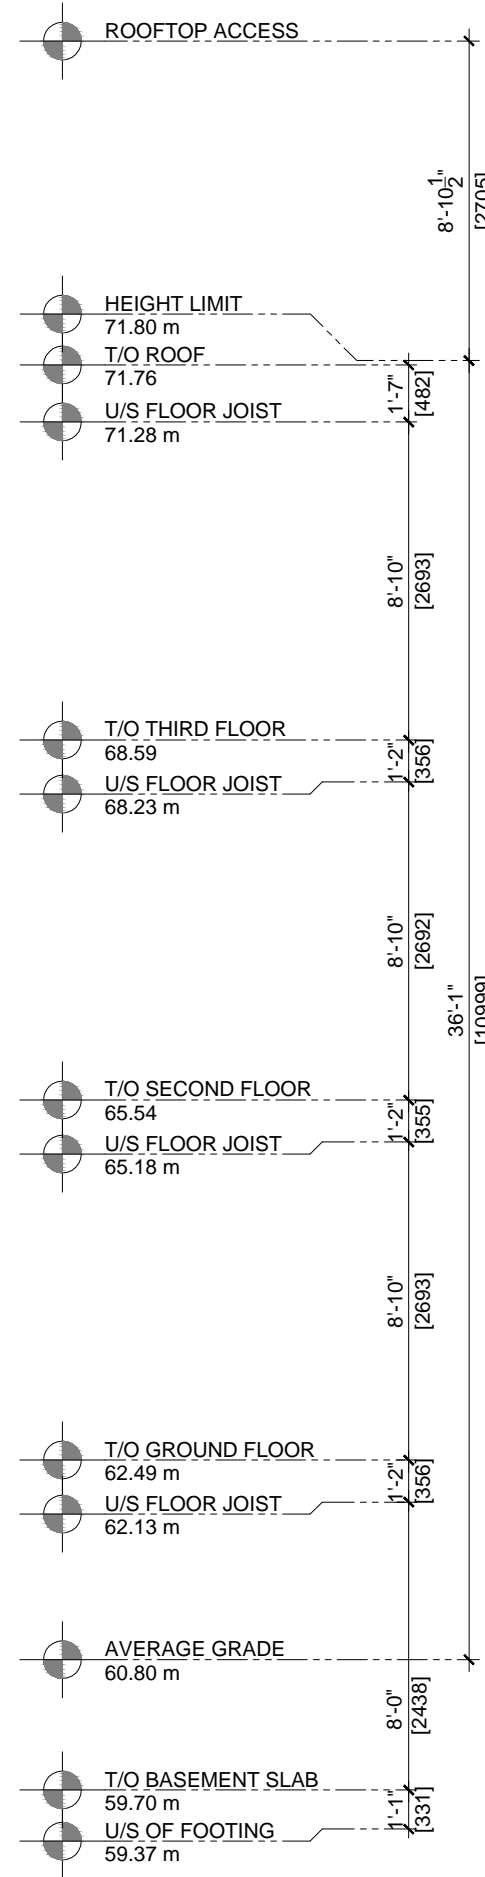 ROOFTOP ACCESS
8'-10 1/2"
[2705]
HEIGHT LIMIT
71.80 m
T/O ROOF
71.76
1'-7"
[482]
U/S FLOOR JOIST
71.28 m
8'-10"
[2693]
T/O THIRD FLOOR
68.59
1'-2"
[356]
U/S FLOOR JOIST
68.23 m
8'-10"
[2692]
36'-1"
[10999]
T/O SECOND FLOOR
65.54
1'-2"
[355]
U/S FLOOR JOIST
65.18 m
8'-10"
[2693]
T/O GROUND FLOOR
62.49 m
1'-2"
[356]
U/S FLOOR JOIST
62.13 m
AVERAGE GRADE
60.80 m
8'-0"
[2438]
T/O BASEMENT SLAB
59.70 m
1'-1"
[331]
U/S OF FOOTING
59.37 m